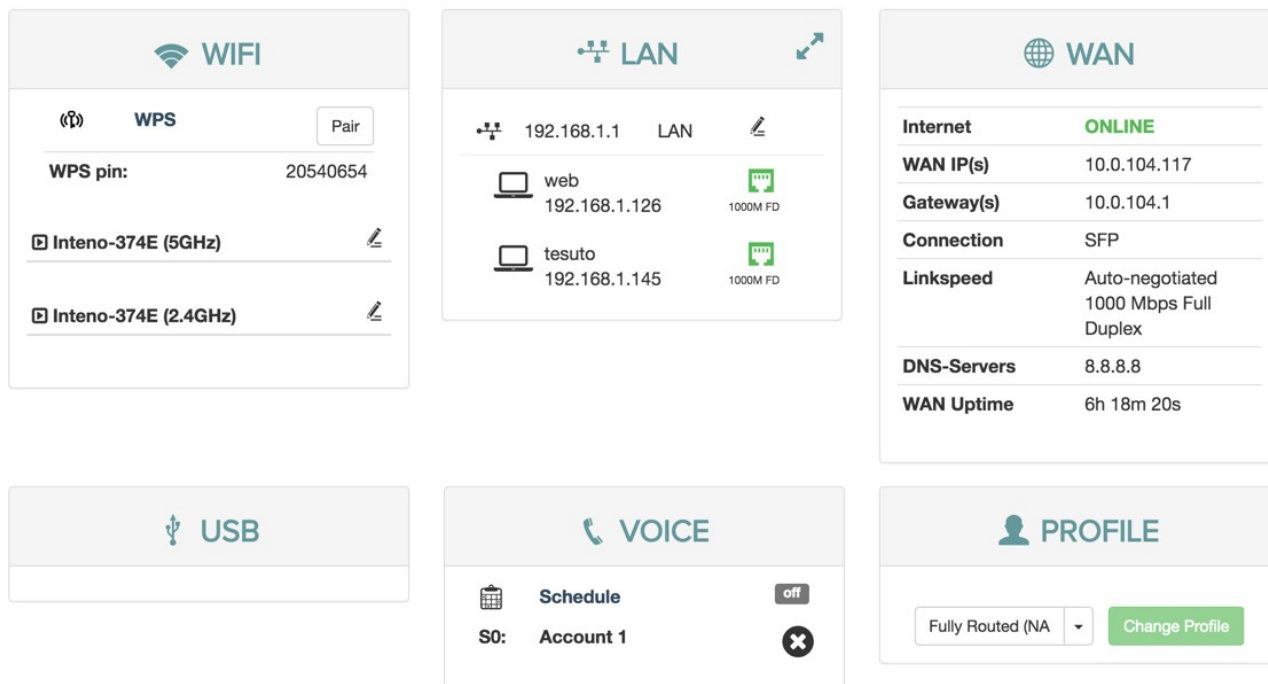 WIFI
WPS
Pair
WPS pin: 20540654
Inteno-374E (5GHz)
Inteno-374E (2.4GHz)
LAN
192.168.1.1 LAN
web
192.168.1.126
1000M FD
tesuto
192.168.1.145
1000M FD
WAN
Internet ONLINE
WAN IP(s) 10.0.104.117
Gateway(s) 10.0.104.1
Connection SFP
Linkspeed Auto-negotiated
1000 Mbps Full
Duplex
DNS-Servers 8.8.8.8
WAN Uptime 6h 18m 20s
USB
VOICE
Schedule off
S0: Account 1
PROFILE
Fully Routed (NA
Change Profile